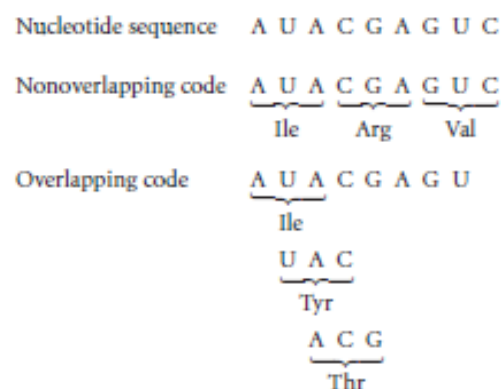 Nucleotide sequence A U A C G A G U C
Nonoverlapping code A U A C G A G U C
Ile Arg Val
Overlapping code A U A C G A G U
Ile
U A C
Tyr
A C G
Thr